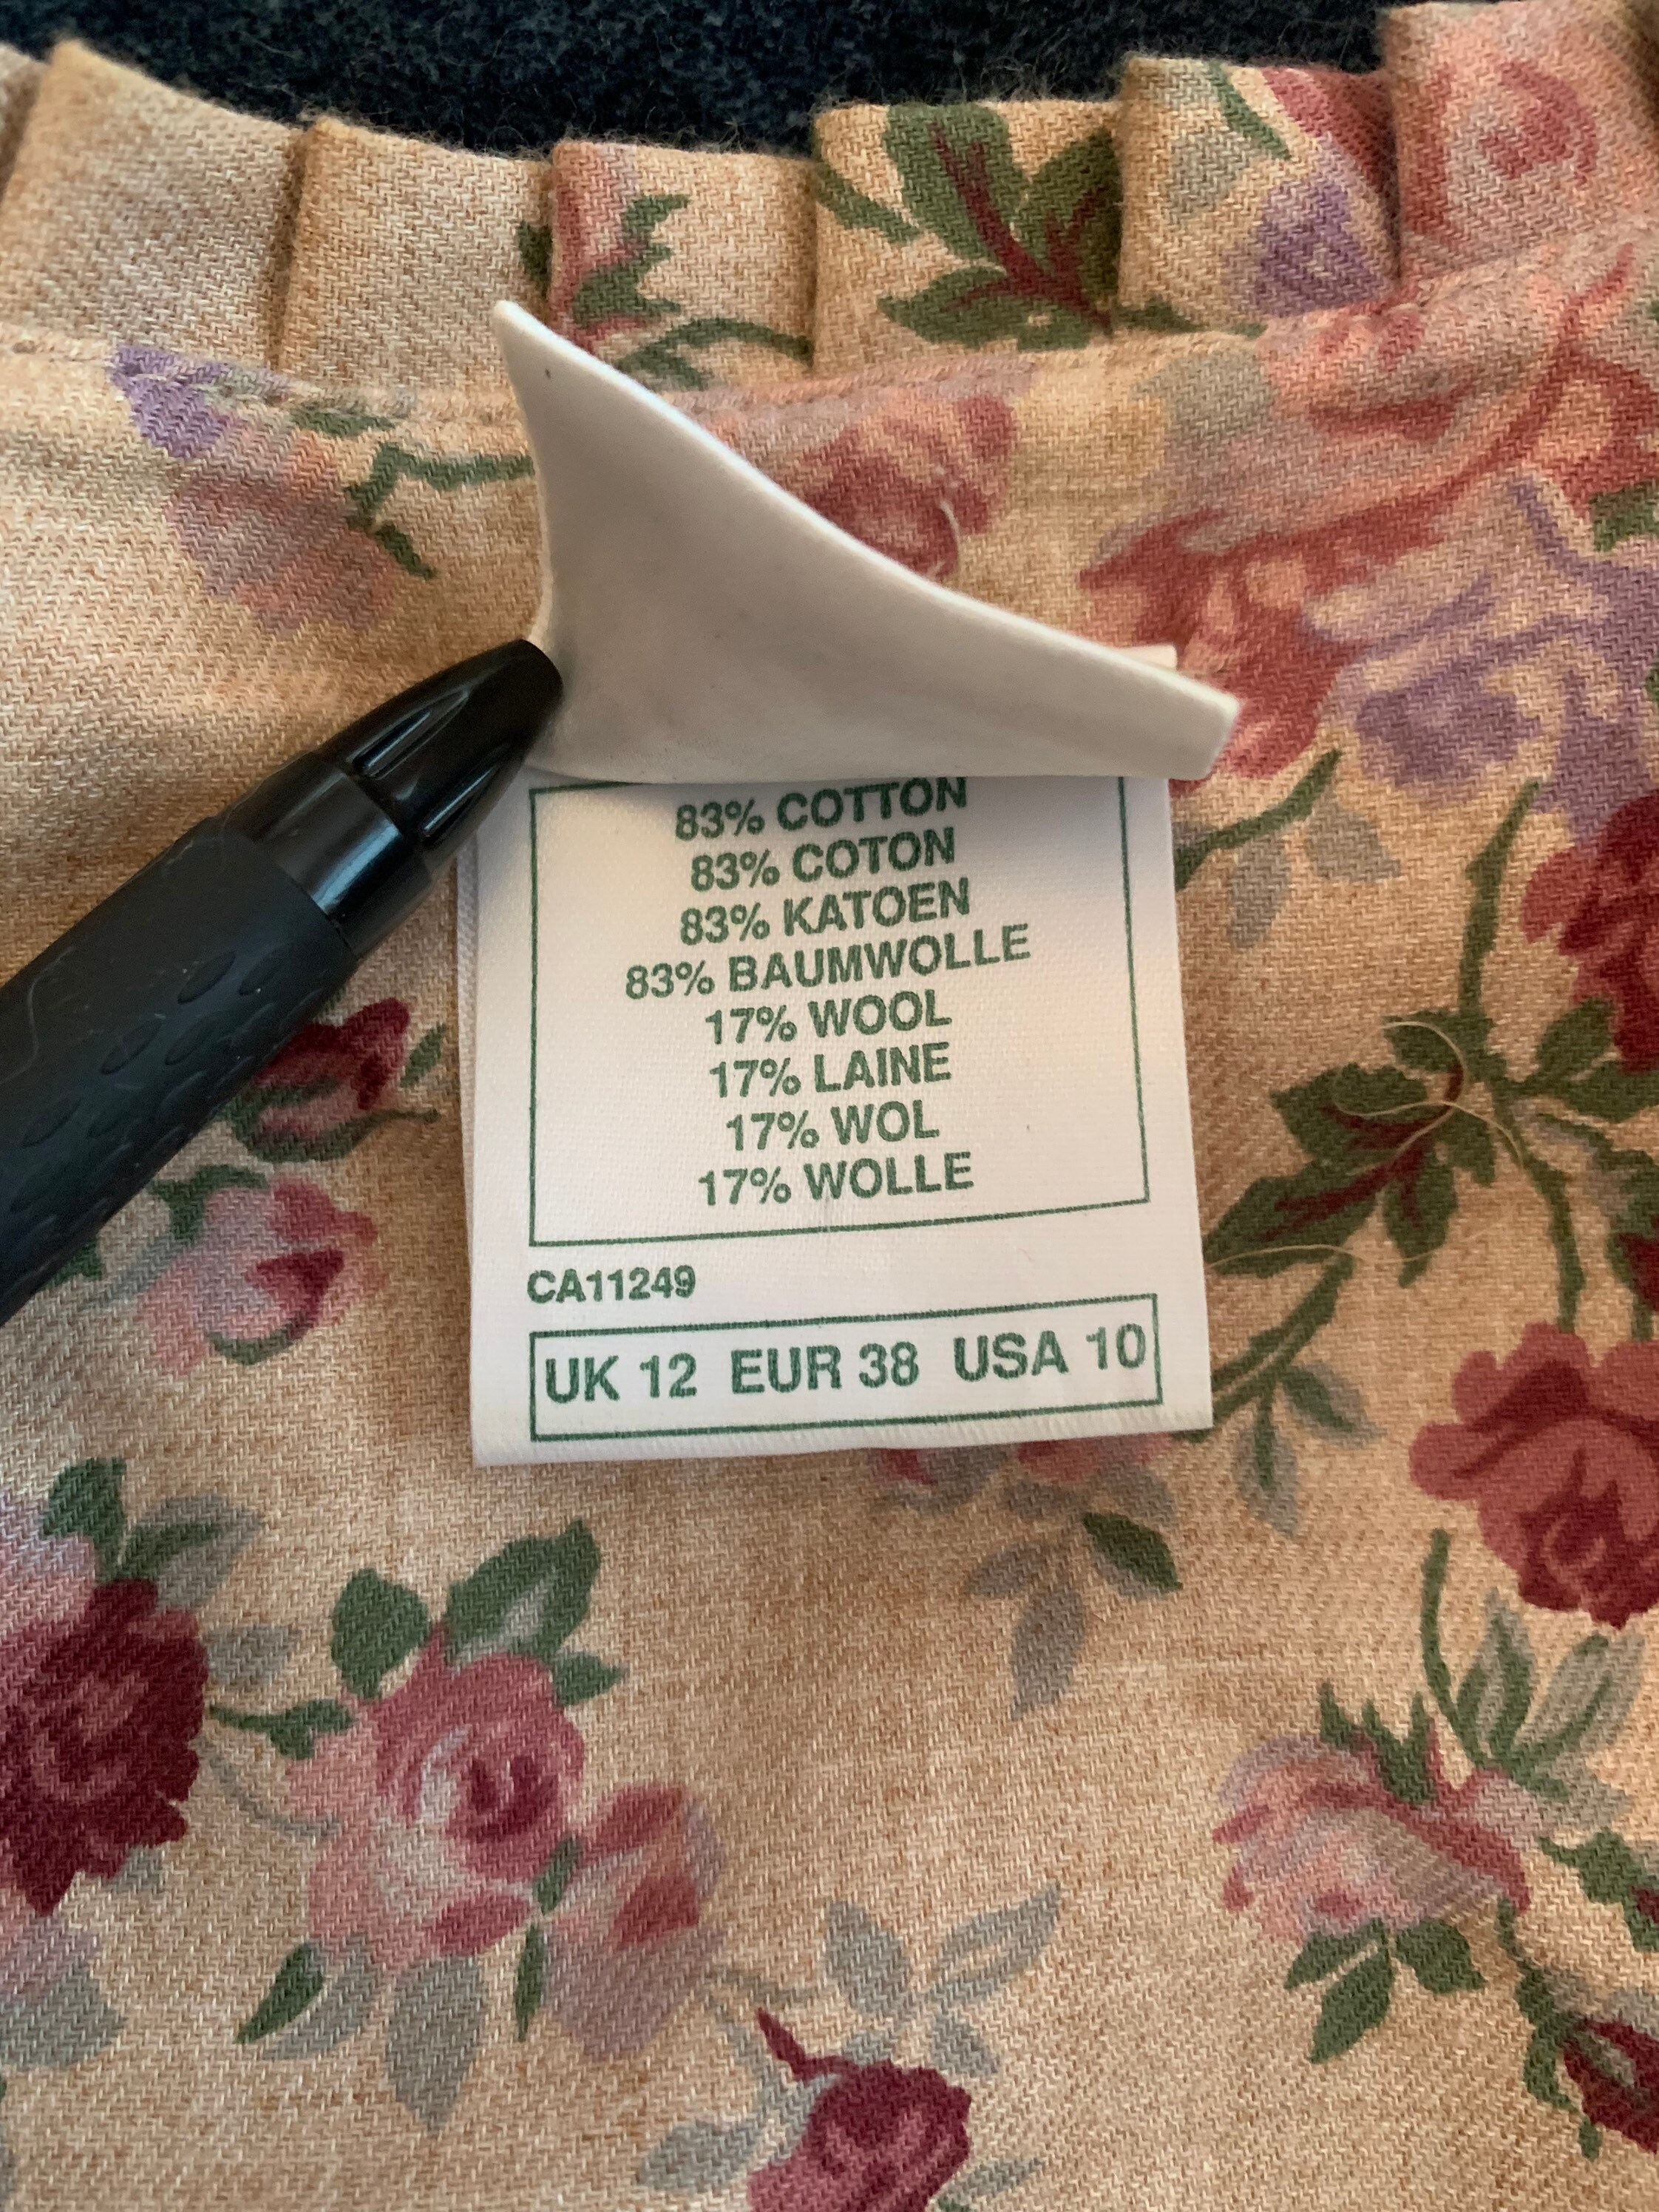 83% COTTON
83% COTON
83% KATOEN
83% BAUMWOLLE
17% WOOL
17% LAINE
17% WOL
17% WOLLE
CA11249
UK 12 EUR 38 USA 10